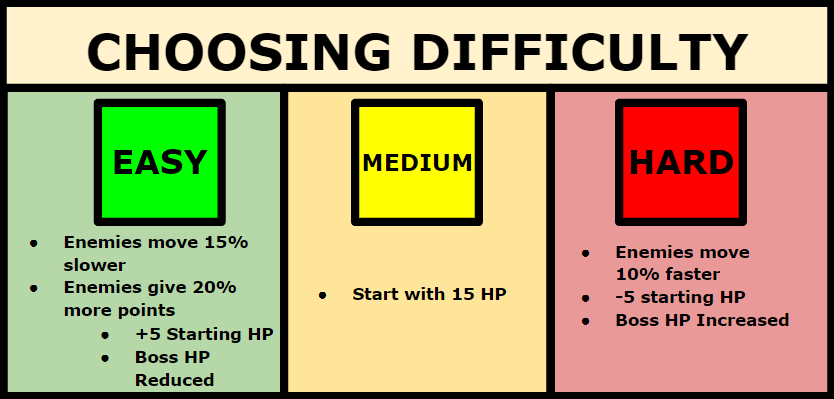 CHOOSING DIFFICULTY
EASY
● Enemies move 15%
slower
● Enemies give 20%
more points
● +5 Starting HP
● Boss HP
Reduced
MEDIUM
● Start with 15 HP
HARD
● Enemies move
10% faster
● -5 starting HP
● Boss HP Increased